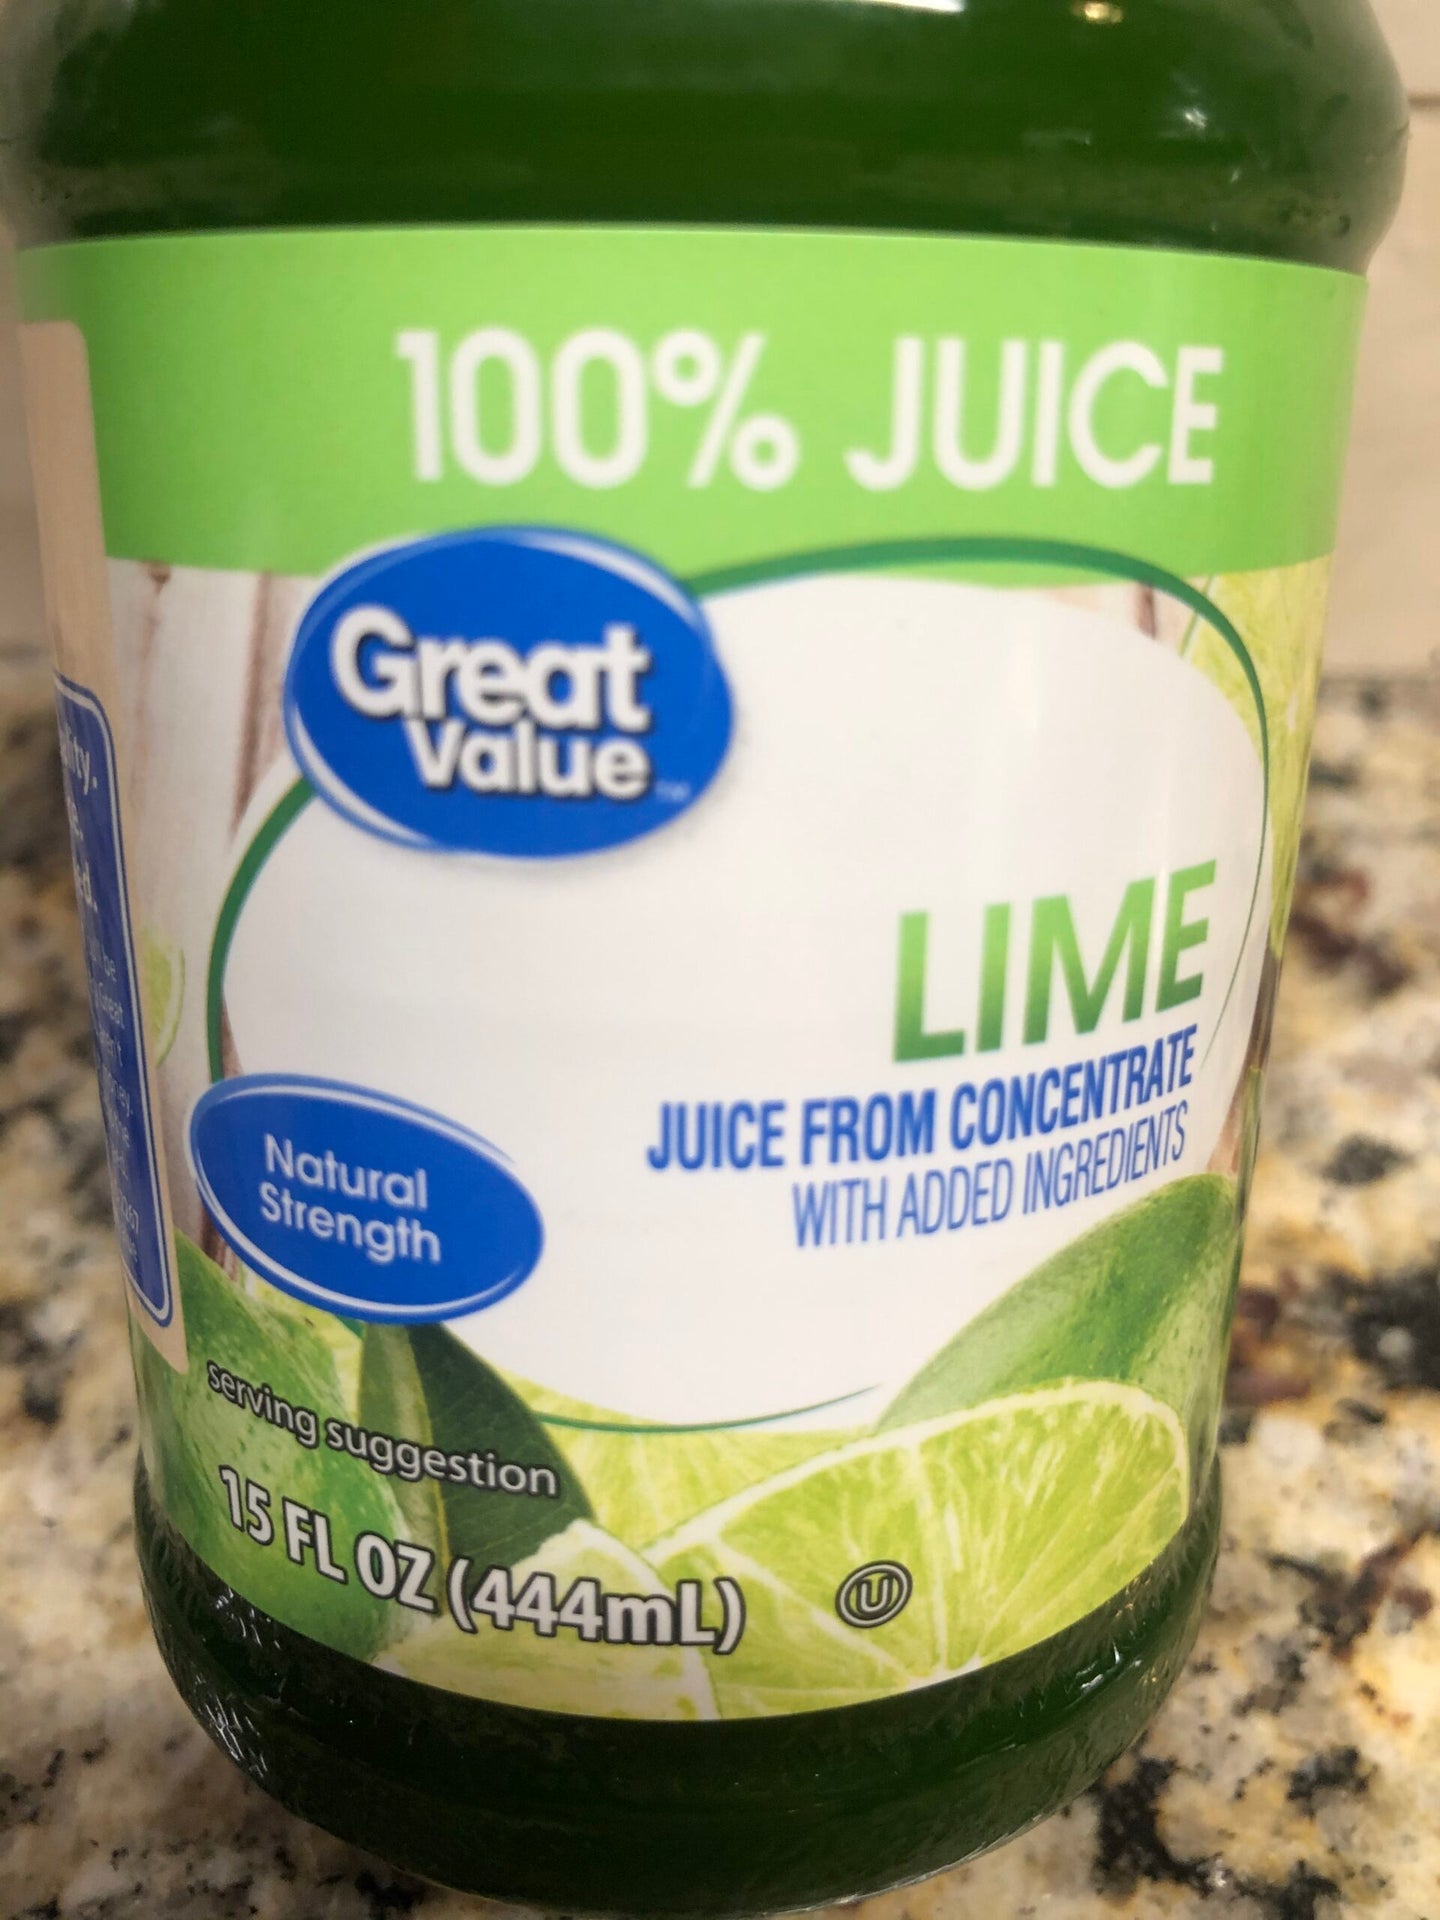 100% JUICE
Great
Value
™
LIME
JUICE FROM CONCENTRATE
WITH ADDED INGREDIENTS
Natural
Strength
serving suggestion
15 FL OZ (444mL)
U